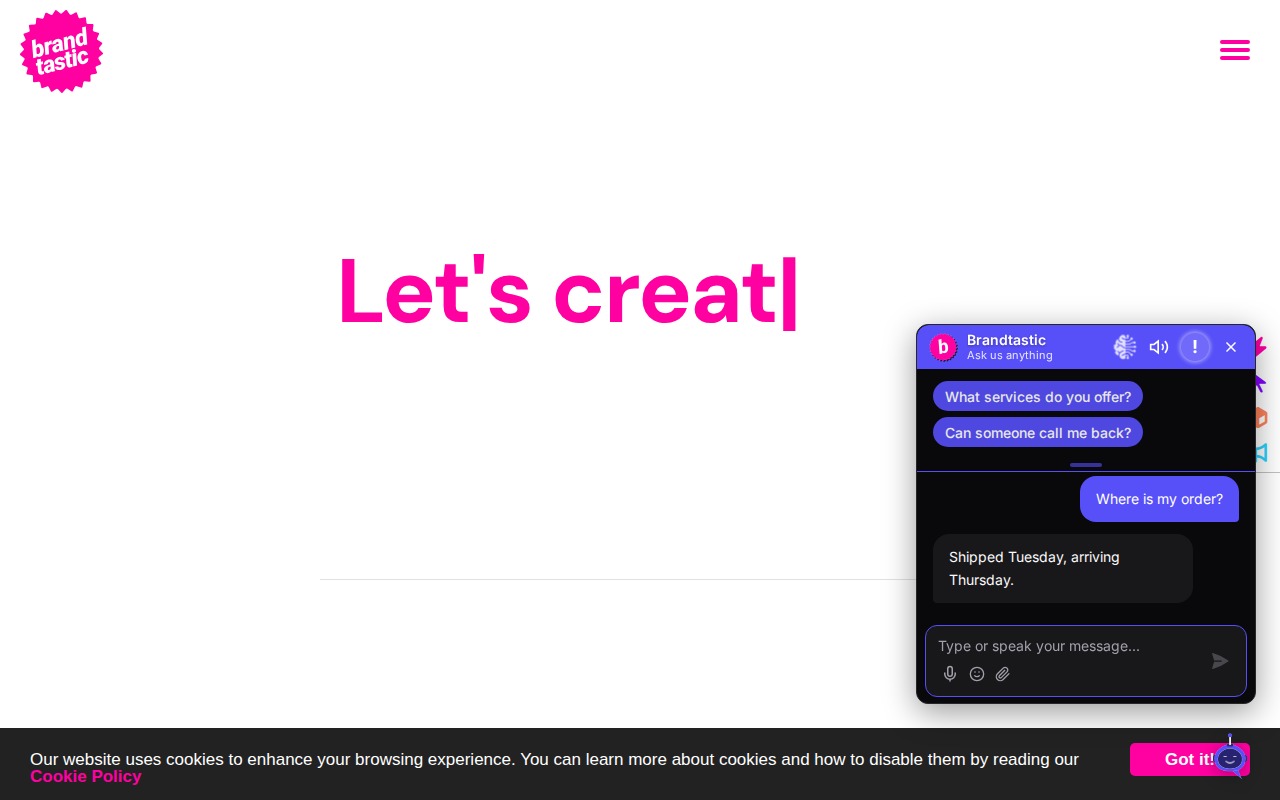 brand
tastic
Let's creat
b
Brandtastic
Ask us anything
!
What services do you offer?
Can someone call me back?
Where is my order?
Shipped Tuesday, arriving
Thursday.
Type or speak your message...
Our website uses cookies to enhance your browsing experience. You can learn more about cookies and how to disable them by reading our
Cookie Policy
Got it!